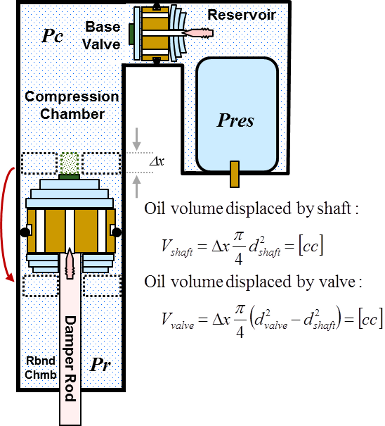 Reservoir
Pc
Base
Valve
Compression
Chamber
Pres
Δx
Oil volume displaced by shaft :
V_shaft = Δx π/4 d²_shaft = [cc]
Oil volume displaced by valve :
V_valve = Δx π/4 (d²_valve − d²_shaft) = [cc]
Damper Rod
Rbnd
Chmb
Pr